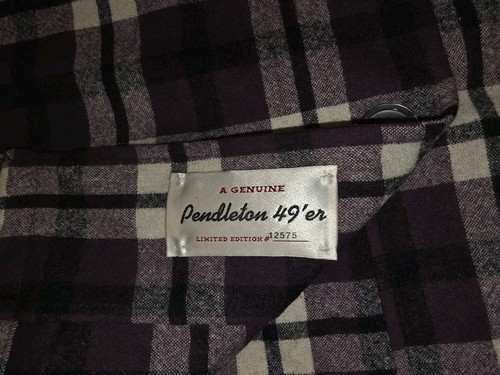 A GENUINE
Pendleton 49'er
LIMITED EDITION # 12575